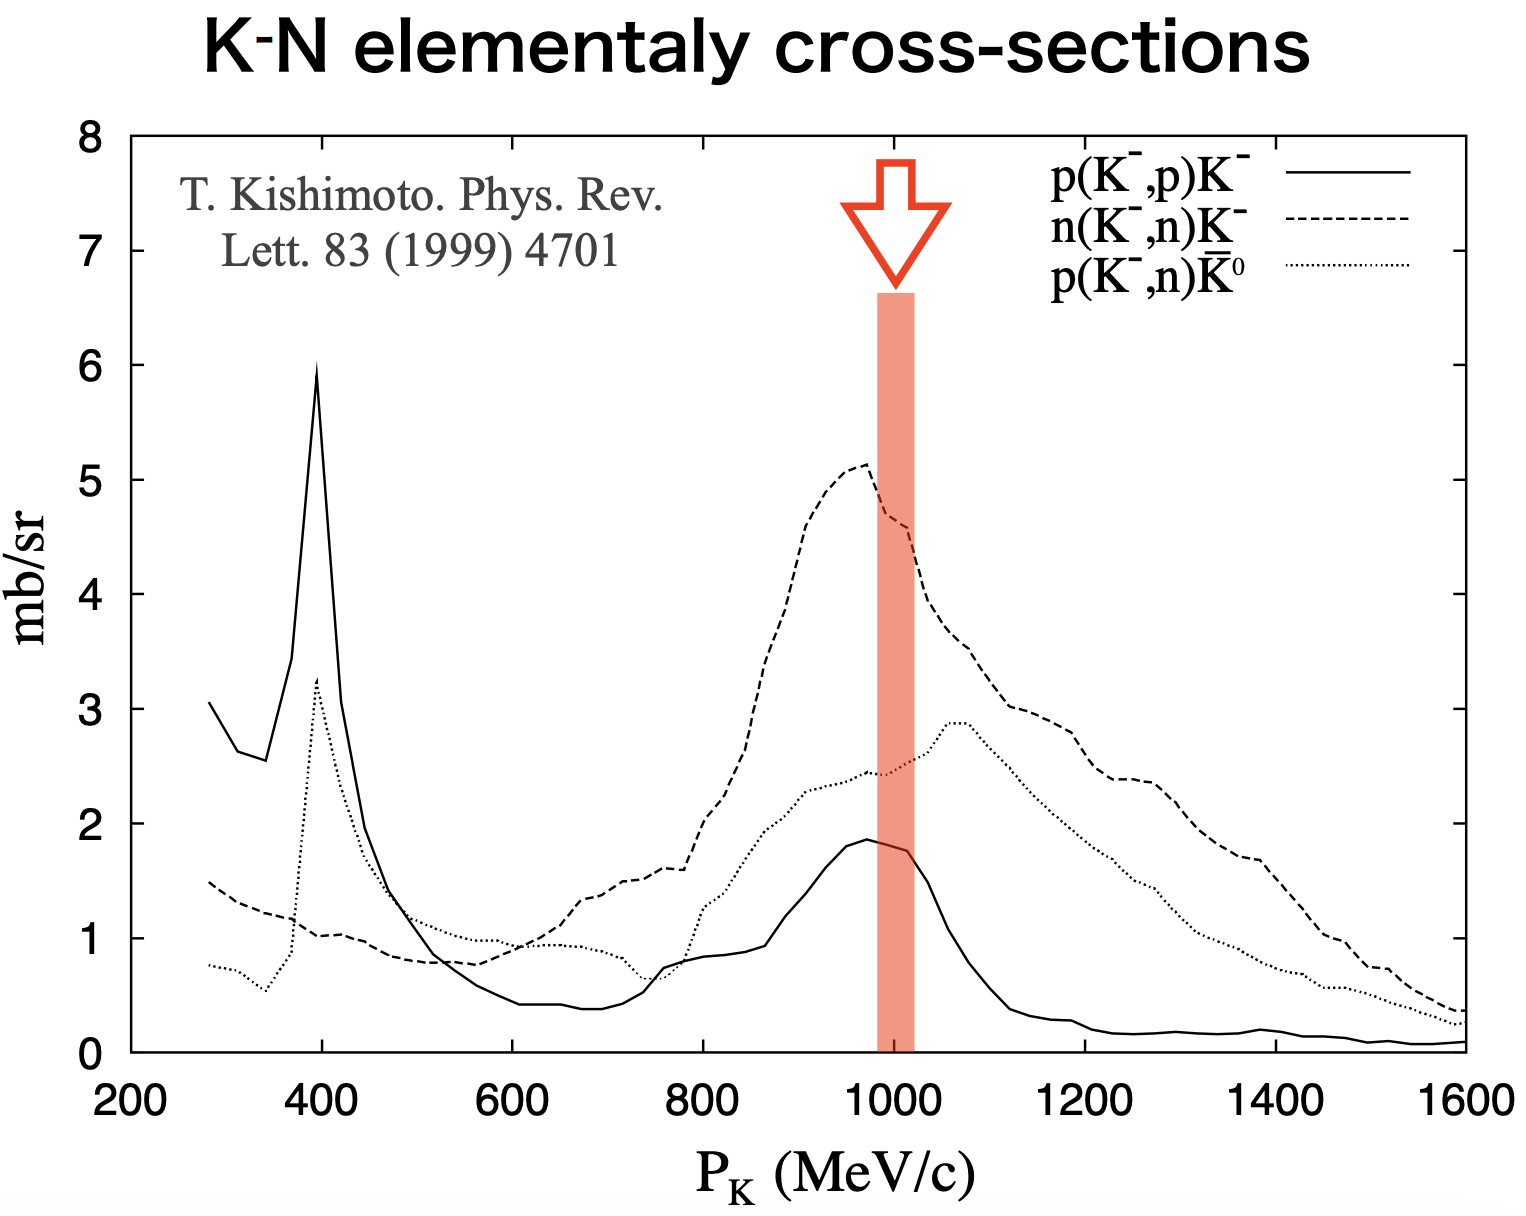 K⁻N elementaly cross-sections
8
7
6
5
4
3
2
1
0
mb/sr
T. Kishimoto. Phys. Rev.
Lett. 83 (1999) 4701
p(K⁻,p)K⁻
n(K⁻,n)K⁻
p(K⁻,n)K̅⁰
200 400 600 800 1000 1200 1400 1600
P_K (MeV/c)